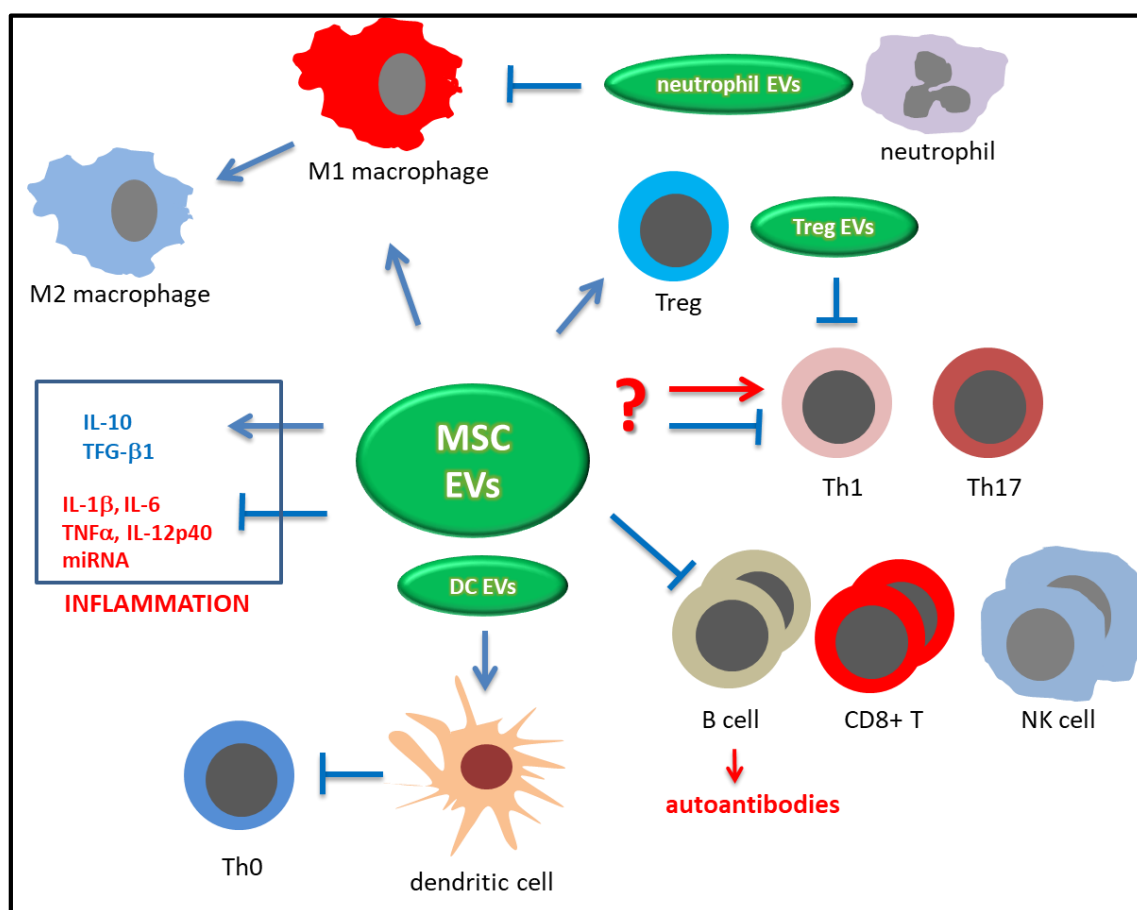 neutrophil EVs
neutrophil
M1 macrophage
M2 macrophage
Treg EVs
Treg
?
Th1
Th17
MSC
EVs
IL-10
TFG-β1
IL-1β, IL-6
TNFα, IL-12p40
miRNA
INFLAMMATION
DC EVs
B cell
CD8+ T
NK cell
autoantibodies
Th0
dendritic cell